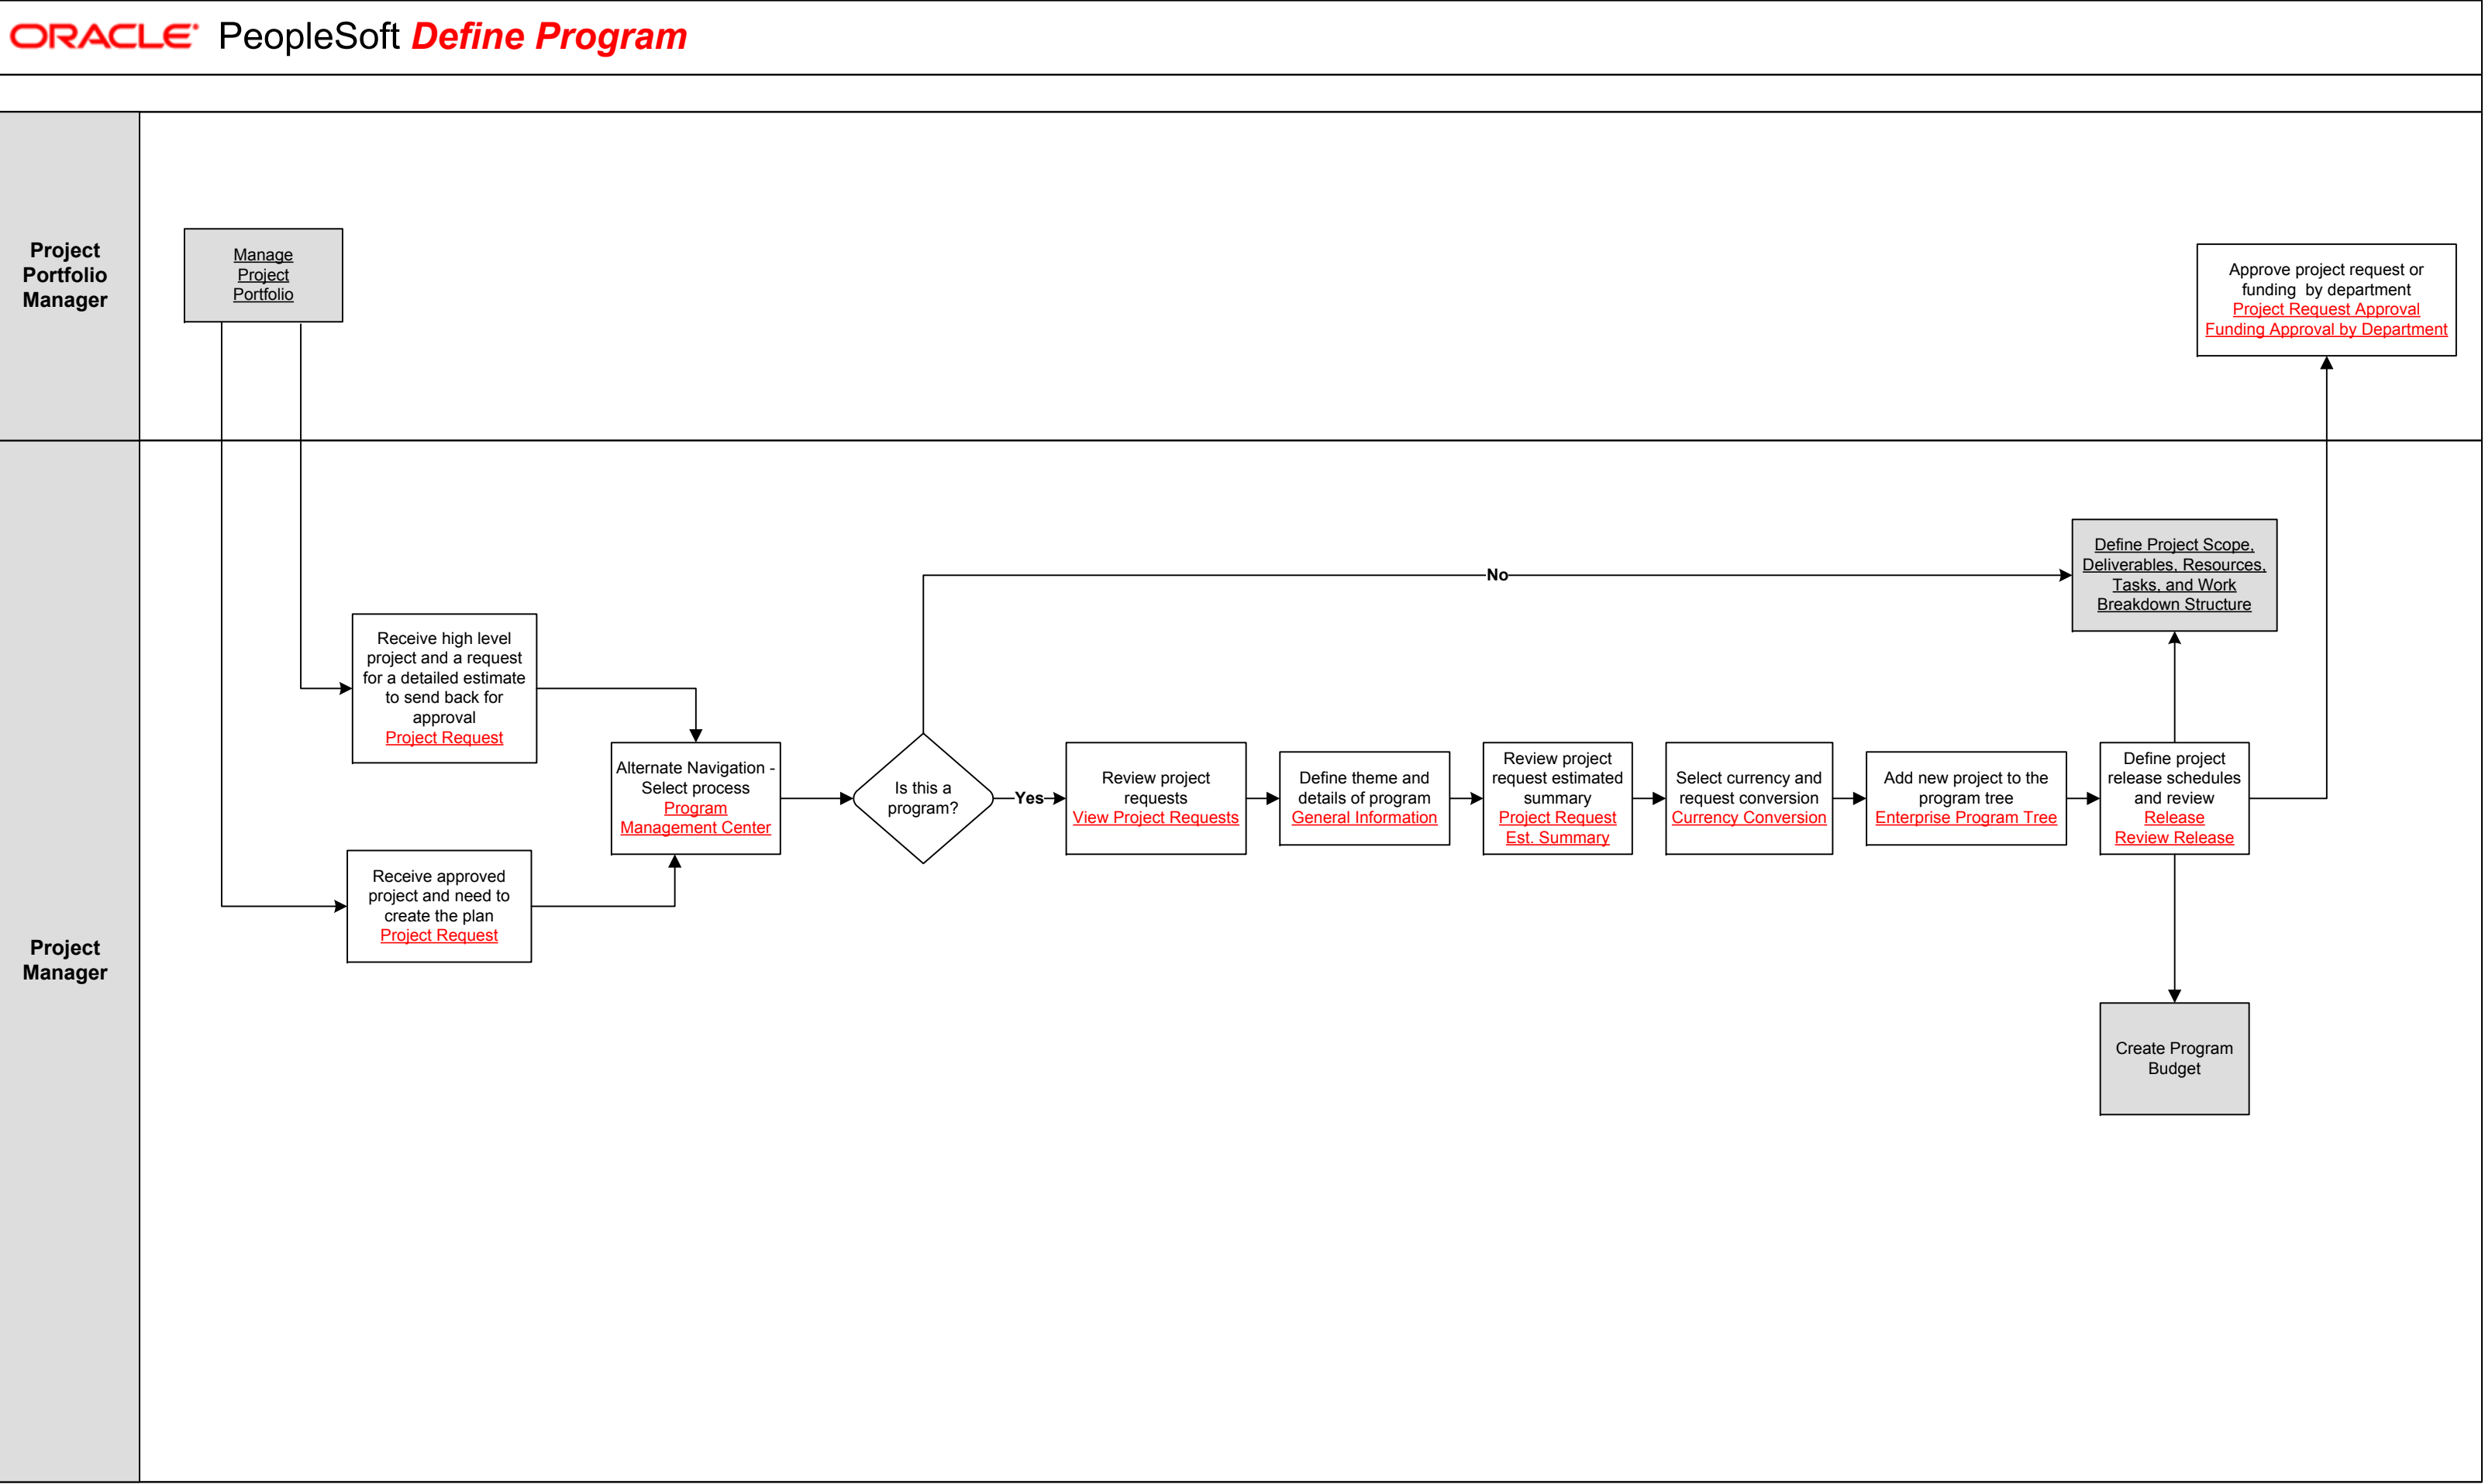 ORACLE PeopleSoft Define Program
Project
Portfolio
Manager
Manage
Project
Portfolio
Approve project request or
funding by department
Project Request Approval
Funding Approval by Department
Project
Manager
Receive high level
project and a request
for a detailed estimate
to send back for
approval
Project Request
Receive approved
project and need to
create the plan
Project Request
Alternate Navigation -
Select process
Program
Management Center
Is this a
program?
No
Yes
Review project
requests
View Project Requests
Define theme and
details of program
General Information
Review project
request estimated
summary
Project Request
Est. Summary
Select currency and
request conversion
Currency Conversion
Add new project to the
program tree
Enterprise Program Tree
Define project
release schedules
and review
Release
Review Release
Define Project Scope,
Deliverables, Resources,
Tasks, and Work
Breakdown Structure
Create Program
Budget